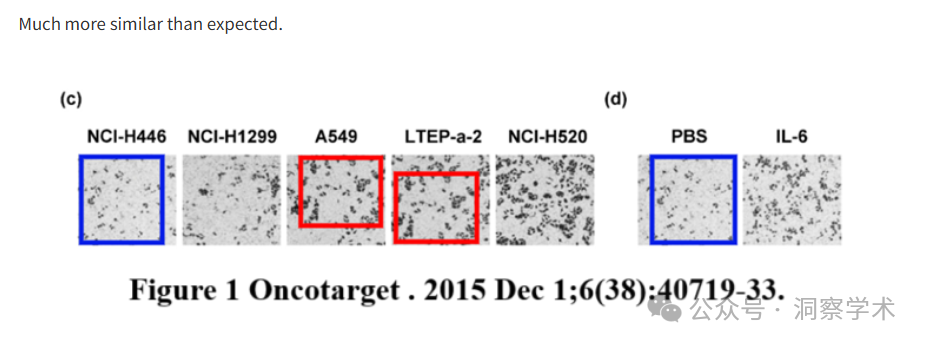 Much more similar than expected.
(c) (d)
NCI-H446 NCI-H1299 A549 LTEP-a-2 NCI-H520 PBS IL-6
Figure 1 Oncotarget . 2015 Dec 1;6(38):40719-33.
公众号 · 洞察学术